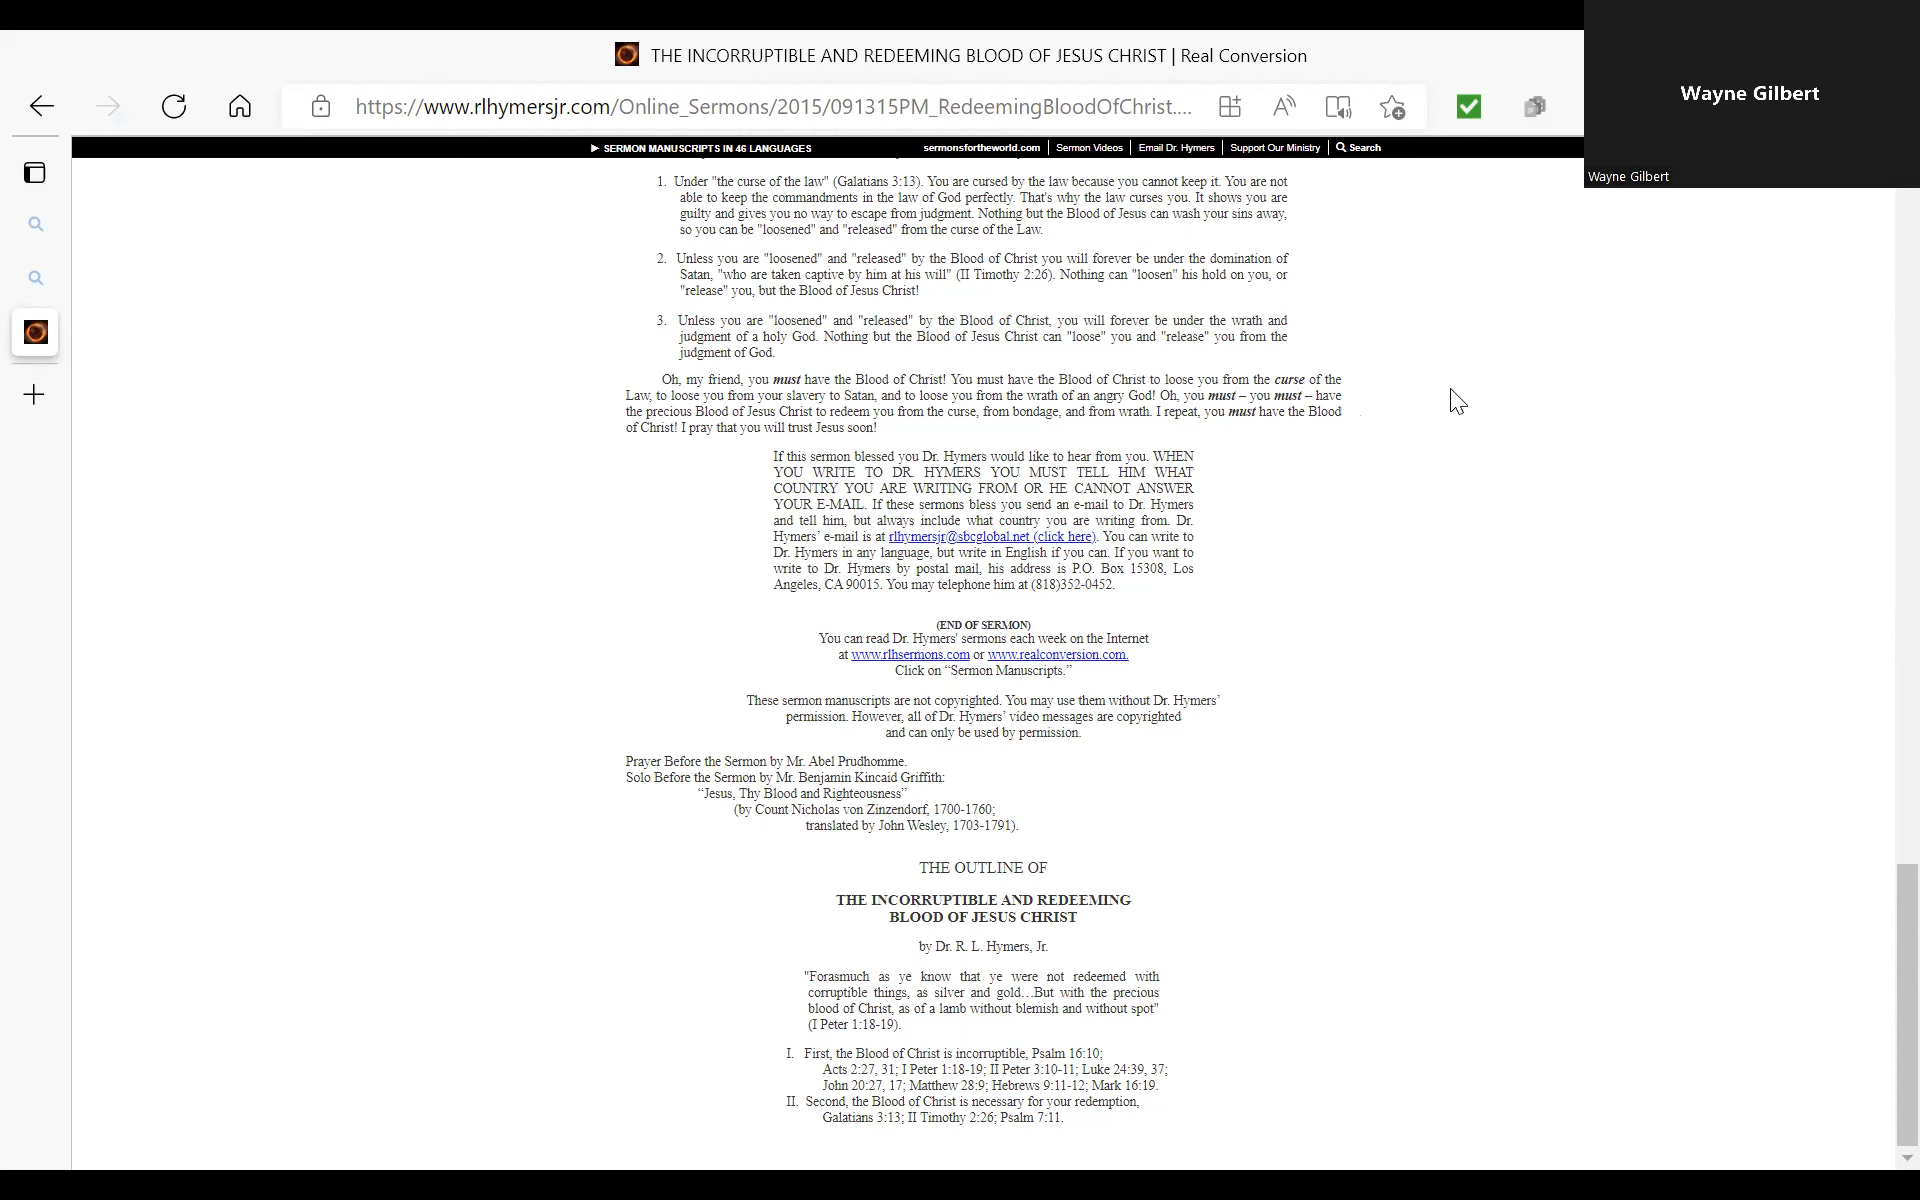 THE INCORRUPTIBLE AND REDEEMING BLOOD OF JESUS CHRIST | Real Conversion
Wayne Gilbert
https://www.rlhymersjr.com/Online_Sermons/2015/091315PM_RedeemingBloodOfChrist....
Wayne Gilbert
► SERMON MANUSCRIPTS IN 46 LANGUAGES sermonsfortheworld.com | Sermon Videos | Email Dr. Hymers | Support Our Ministry | Search
1. Under "the curse of the law" (Galatians 3:13). You are cursed by the law because you cannot keep it. You are not
able to keep the commandments in the law of God perfectly. That's why the law curses you. It shows you are
guilty and gives you no way to escape from judgment. Nothing but the Blood of Jesus can wash your sins away,
so you can be "loosened" and "released" from the curse of the Law.
2. Unless you are "loosened" and "released" by the Blood of Christ you will forever be under the domination of
Satan, "who are taken captive by him at his will" (II Timothy 2:26). Nothing can "loosen" his hold on you, or
"release" you, but the Blood of Jesus Christ!
3. Unless you are "loosened" and "released" by the Blood of Christ, you will forever be under the wrath and
judgment of a holy God. Nothing but the Blood of Jesus Christ can "loose" you and "release" you from the
judgment of God.
Oh, my friend, you must have the Blood of Christ! You must have the Blood of Christ to loose you from the curse of the
Law, to loose you from your slavery to Satan, and to loose you from the wrath of an angry God! Oh, you must – you must – have
the precious Blood of Jesus Christ to redeem you from the curse, from bondage, and from wrath. I repeat, you must have the Blood
of Christ! I pray that you will trust Jesus soon!
If this sermon blessed you Dr. Hymers would like to hear from you. WHEN
YOU WRITE TO DR. HYMERS YOU MUST TELL HIM WHAT
COUNTRY YOU ARE WRITING FROM OR HE CANNOT ANSWER
YOUR E-MAIL. If these sermons bless you send an e-mail to Dr. Hymers
and tell him, but always include what country you are writing from. Dr.
Hymers’ e-mail is at rlhymersjr@sbcglobal.net (click here). You can write to
Dr. Hymers in any language, but write in English if you can. If you want to
write to Dr. Hymers by postal mail, his address is P.O. Box 15308, Los
Angeles, CA 90015. You may telephone him at (818)352-0452.
(END OF SERMON)
You can read Dr. Hymers' sermons each week on the Internet
at www.rlhsermons.com or www.realconversion.com.
Click on “Sermon Manuscripts.”
These sermon manuscripts are not copyrighted. You may use them without Dr. Hymers’
permission. However, all of Dr. Hymers’ video messages are copyrighted
and can only be used by permission.
Prayer Before the Sermon by Mr. Abel Prudhomme.
Solo Before the Sermon by Mr. Benjamin Kincaid Griffith:
“Jesus, Thy Blood and Righteousness”
(by Count Nicholas von Zinzendorf, 1700-1760;
translated by John Wesley, 1703-1791).
THE OUTLINE OF
THE INCORRUPTIBLE AND REDEEMING
BLOOD OF JESUS CHRIST
by Dr. R. L. Hymers, Jr.
"Forasmuch as ye know that ye were not redeemed with
corruptible things, as silver and gold…But with the precious
blood of Christ, as of a lamb without blemish and without spot"
(I Peter 1:18-19).
I. First, the Blood of Christ is incorruptible, Psalm 16:10;
Acts 2:27, 31; I Peter 1:18-19; II Peter 3:10-11; Luke 24:39, 37;
John 20:27, 17; Matthew 28:9; Hebrews 9:11-12; Mark 16:19.
II. Second, the Blood of Christ is necessary for your redemption,
Galatians 3:13; II Timothy 2:26; Psalm 7:11.